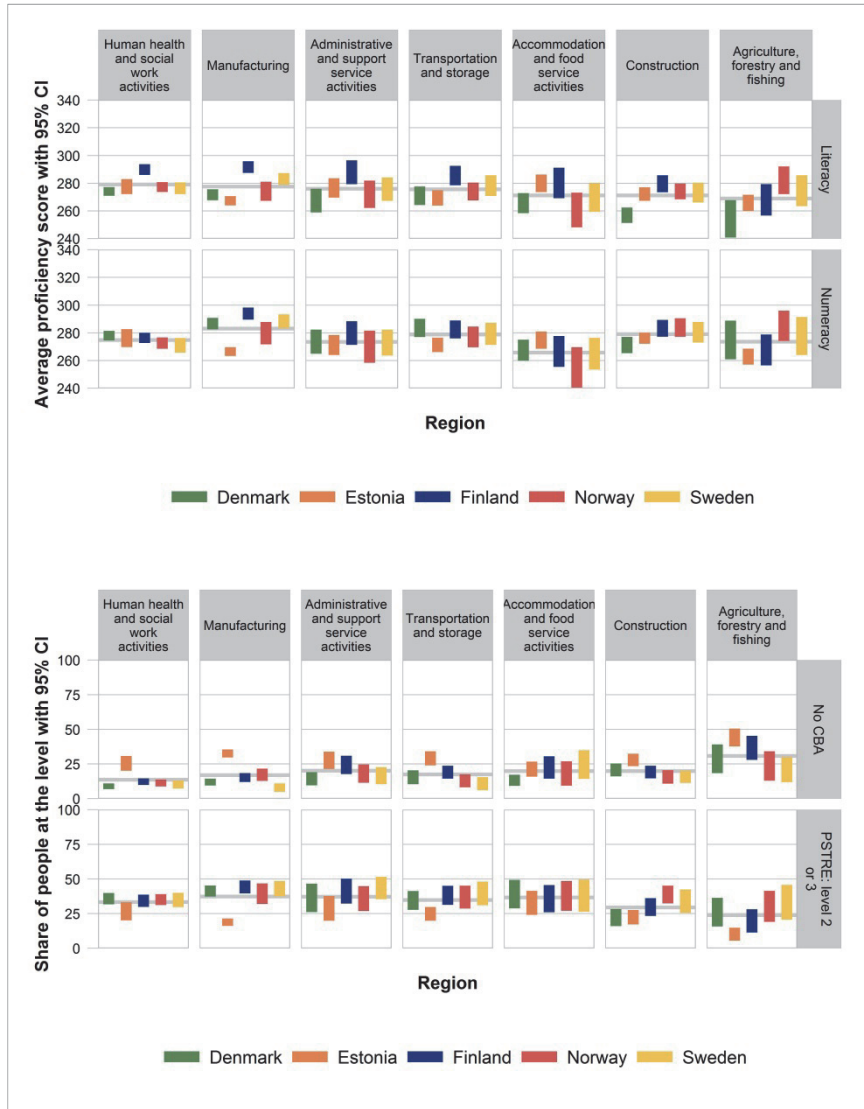 Human health
and social
work
activities
Manufacturing
Administrative
and support
service
activities
Transportation
and storage
Accommodation
and food
service
activities
Construction
Agriculture,
forestry and
fishing
Average proficiency score with 95% CI
340
320
300
280
260
240
Literacy
340
320
300
280
260
240
Numeracy
Region
Denmark Estonia Finland Norway Sweden
Human health
and social
work
activities
Manufacturing
Administrative
and support
service
activities
Transportation
and storage
Accommodation
and food
service
activities
Construction
Agriculture,
forestry and
fishing
Share of people at the level with 95% CI
100
75
50
25
0
No CBA
100
75
50
25
0
PSTRE: level 2
or 3
Region
Denmark Estonia Finland Norway Sweden